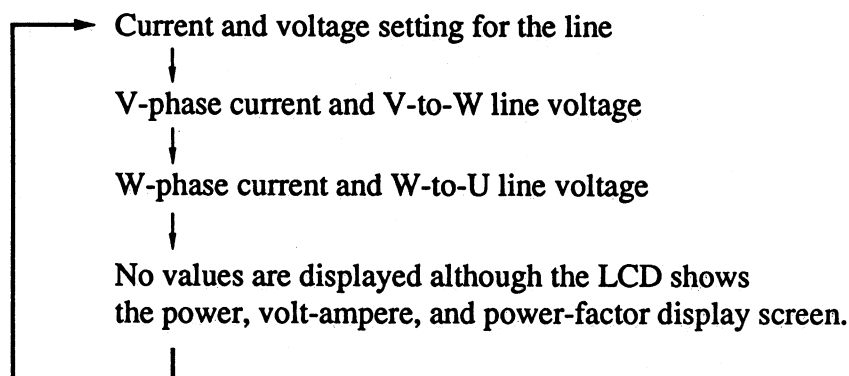 Current and voltage setting for the line
V-phase current and V-to-W line voltage
W-phase current and W-to-U line voltage
No values are displayed although the LCD shows
the power, volt-ampere, and power-factor display screen.